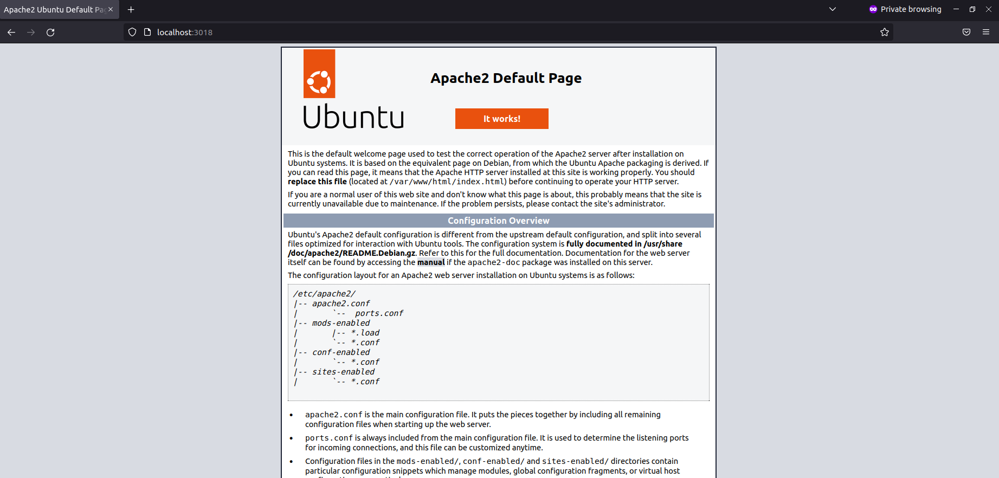 Apache2 Ubuntu Default Pag
Private browsing
localhost:3018
Ubuntu
Apache2 Default Page
It works!
This is the default welcome page used to test the correct operation of the Apache2 server after installation on
Ubuntu systems. It is based on the equivalent page on Debian, from which the Ubuntu Apache packaging is derived. If
you can read this page, it means that the Apache HTTP server installed at this site is working properly. You should
replace this file (located at /var/www/html/index.html) before continuing to operate your HTTP server.
If you are a normal user of this web site and don't know what this page is about, this probably means that the site is
currently unavailable due to maintenance. If the problem persists, please contact the site's administrator.
Configuration Overview
Ubuntu's Apache2 default configuration is different from the upstream default configuration, and split into several
files optimized for interaction with Ubuntu tools. The configuration system is fully documented in /usr/share
/doc/apache2/README.Debian.gz. Refer to this for the full documentation. Documentation for the web server
itself can be found by accessing the manual if the apache2-doc package was installed on this server.
The configuration layout for an Apache2 web server installation on Ubuntu systems is as follows:
/etc/apache2/
|-- apache2.conf
|       `--  ports.conf
|-- mods-enabled
|       |-- *.load
|       `-- *.conf
|-- conf-enabled
|       `-- *.conf
|-- sites-enabled
|       `-- *.conf
• apache2.conf is the main configuration file. It puts the pieces together by including all remaining
configuration files when starting up the web server.
• ports.conf is always included from the main configuration file. It is used to determine the listening ports
for incoming connections, and this file can be customized anytime.
• Configuration files in the mods-enabled/, conf-enabled/ and sites-enabled/ directories contain
particular configuration snippets which manage modules, global configuration fragments, or virtual host